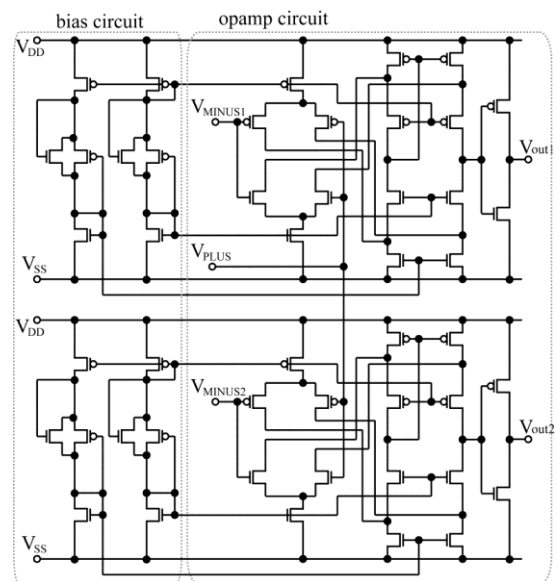 bias circuit
opamp circuit
VDD
VMINUS1
Vout1
VPLUS
VSS
VDD
VMINUS2
Vout2
VSS